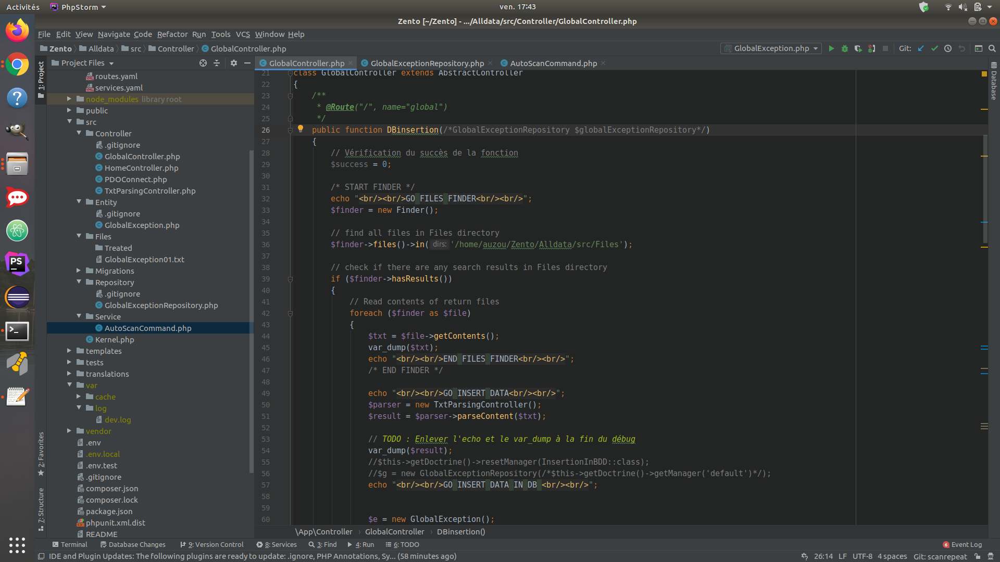 Activités PhpStorm ven. 17:43
Zento [~/Zento] - .../Alldata/src/Controller/GlobalController.php
File Edit View Navigate Code Refactor Run Tools VCS Window Help
Zento Alldata src Controller GlobalController.php GlobalException.php Git:
1: Project
Project Files
routes.yaml
services.yaml
node_modules library root
public
src
Controller
.gitignore
GlobalController.php
HomeController.php
PDOConnect.php
TxtParsingController.php
Entity
.gitignore
GlobalException.php
Files
Treated
GlobalException01.txt
Migrations
Repository
.gitignore
GlobalExceptionRepository.php
Service
AutoScanCommand.php
Kernel.php
templates
tests
translations
var
cache
log
dev.log
vendor
.env
.env.local
.env.test
.gitignore
composer.json
composer.lock
package.json
phpunit.xml.dist
README
2: Favorites
7: Structure
GlobalController.php GlobalExceptionRepository.php AutoScanCommand.php
21 class GlobalController extends AbstractController
22 {
23 /**
24 * @Route("/", name="global")
25 */
26 public function DBinsertion(/*GlobalExceptionRepository $globalExceptionRepository*/)
27 {
28 // Vérification du succès de la fonction
29 $success = 0;
30
31 /* START FINDER */
32 echo "<br/><br/>GO FILES FINDER<br/><br/>";
33 $finder = new Finder();
34
35 // find all files in Files directory
36 $finder->files()->in( dirs: '/home/auzou/Zento/Alldata/src/Files');
37
38 // check if there are any search results in Files directory
39 if ($finder->hasResults())
40 {
41 // Read contents of return files
42 foreach ($finder as $file)
43 {
44 $txt = $file->getContents();
45 var_dump($txt);
46 echo "<br/><br/>END FILES FINDER<br/><br/>";
47 /* END FINDER */
48
49 echo "<br/><br/>GO INSERT DATA<br/><br/>";
50 $parser = new TxtParsingController();
51 $result = $parser->parseContent($txt);
52
53 // TODO : Enlever l'echo et le var_dump à la fin du débug
54 var_dump($result);
55 //$this->getDoctrine()->resetManager(InsertionInBDD::class);
56 //$g = new GlobalExceptionRepository(/*$this->getDoctrine()->getManager('default')*/);
57 echo "<br/><br/>GO INSERT DATA IN DB <br/><br/>";
58
59
60 $e = new GlobalException();
Database
\App\Controller GlobalController DBinsertion()
Terminal Database Changes 9: Version Control 8: Services 3: Find 4: Run 6: TODO 6 Event Log
IDE and Plugin Updates: The following plugins are ready to update: .ignore, PHP Annotations, Sy... (58 minutes ago) 26:14 LF UTF-8 4 spaces Git: scanrepeat